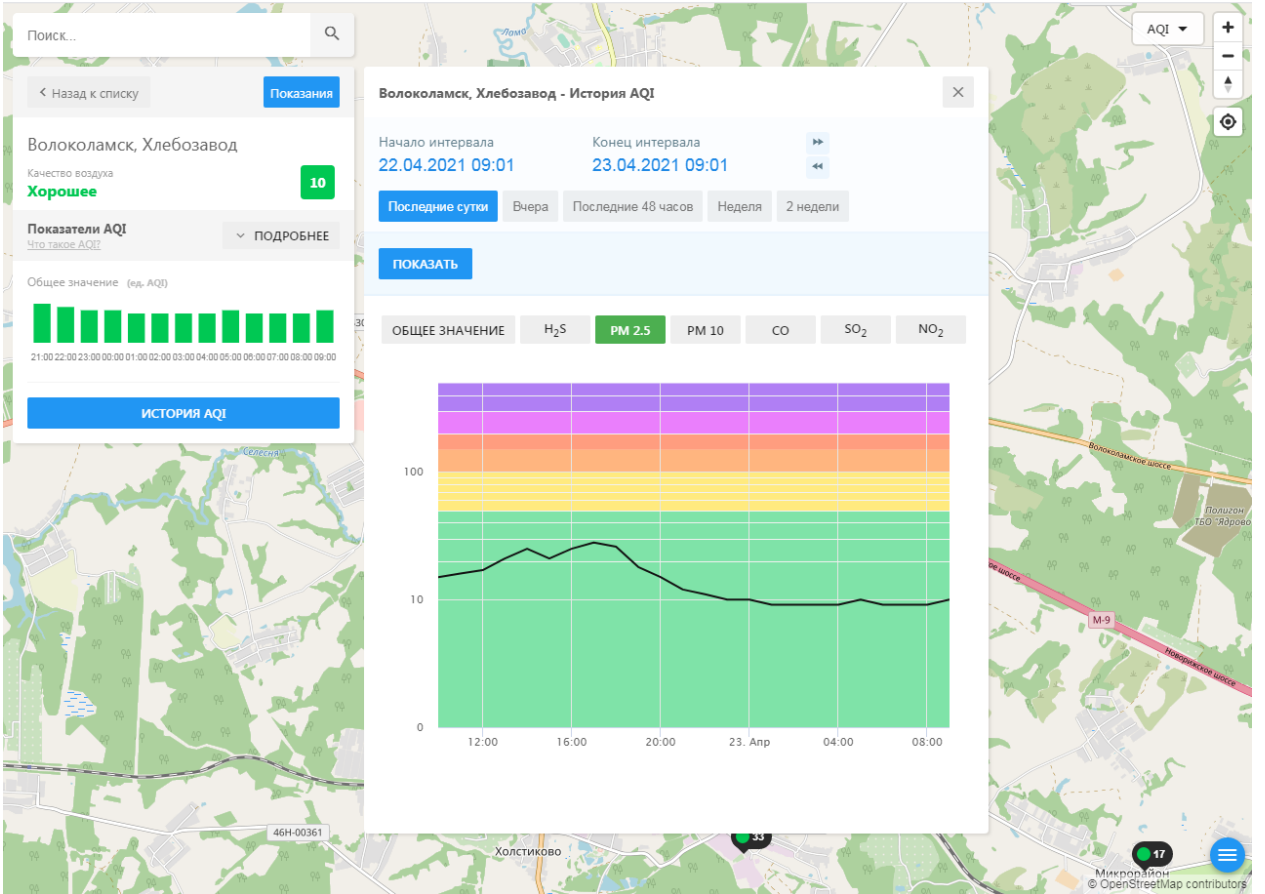 Поиск...
Лама
AQI
Назад к списку
Показания
Волоколамск, Хлебозавод
Качество воздуха
Хорошее
10
Показатели AQI
Что такое AQI?
ПОДРОБНЕЕ
Общее значение (ед. AQI)
21:00 22:00 23:00 00:00 01:00 02:00 03:00 04:00 05:00 06:00 07:00 08:00 09:00
ИСТОРИЯ AQI
Волоколамск, Хлебозавод - История AQI
Начало интервала
Конец интервала
22.04.2021 09:01
23.04.2021 09:01
Последние сутки
Вчера
Последние 48 часов
Неделя
2 недели
ПОКАЗАТЬ
ОБЩЕЕ ЗНАЧЕНИЕ
H₂S
PM 2.5
PM 10
CO
SO₂
NO₂
100
10
0
12:00 16:00 20:00 23. Апр 04:00 08:00
Селесня
Волоколамское шоссе
Полигон
ТБО "Ядрово
М-9
Новорижское шоссе
46Н-00361
Холстиково
33
17
Микрорайон
© OpenStreetMap contributors